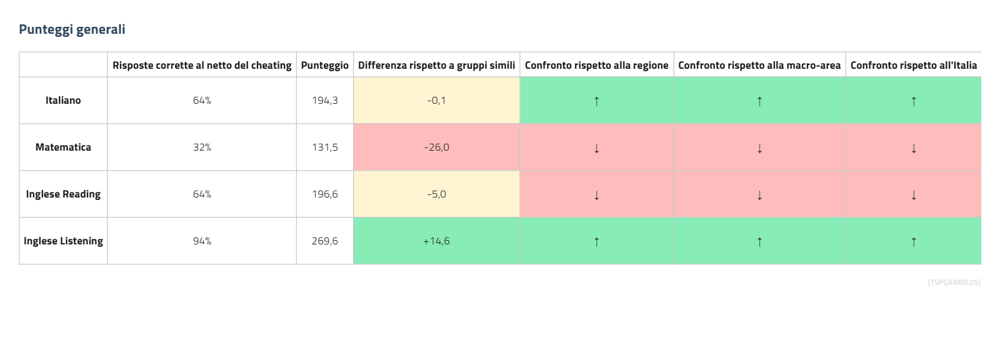 Punteggi generali
Risposte corrette al netto del cheating Punteggio Differenza rispetto a gruppi simili Confronto rispetto alla regione Confronto rispetto alla macro-area Confronto rispetto all'Italia
Italiano 64% 194,3 -0,1 ↑ ↑ ↑
Matematica 32% 131,5 -26,0 ↓ ↓ ↓
Inglese Reading 64% 196,6 -5,0 ↓ ↓ ↓
Inglese Listening 94% 269,6 +14,6 ↑ ↑ ↑
[TVPGXIMRL05]